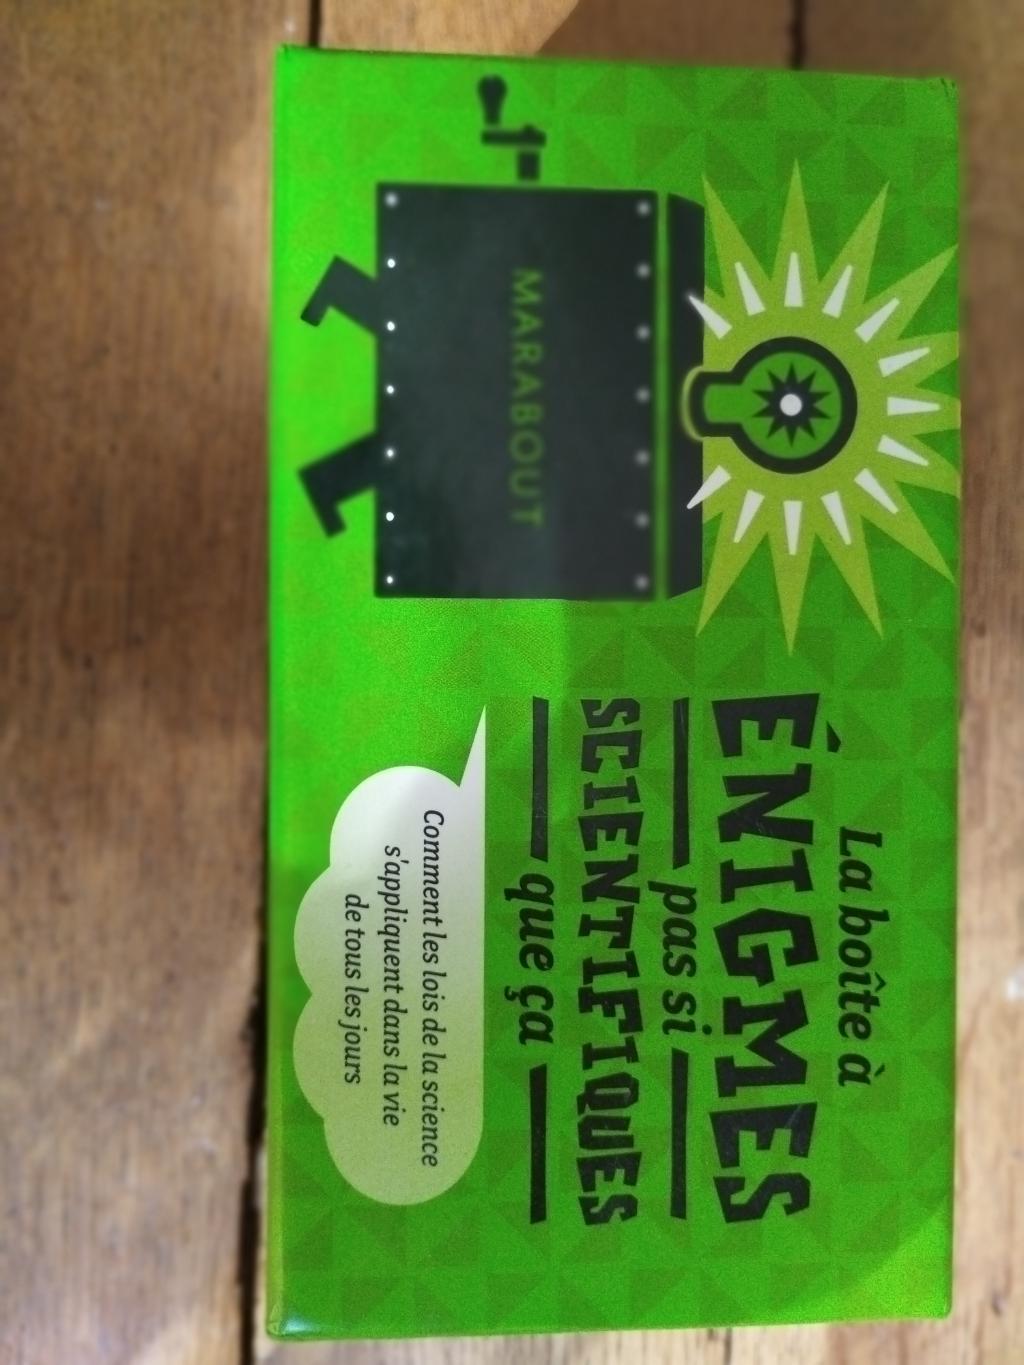 La boîte à
ÉNIGMES
pas si
SCIENTIFIQUES
que ça
Comment les lois de la science
s'appliquent dans la vie
de tous les jours
MARABOUT